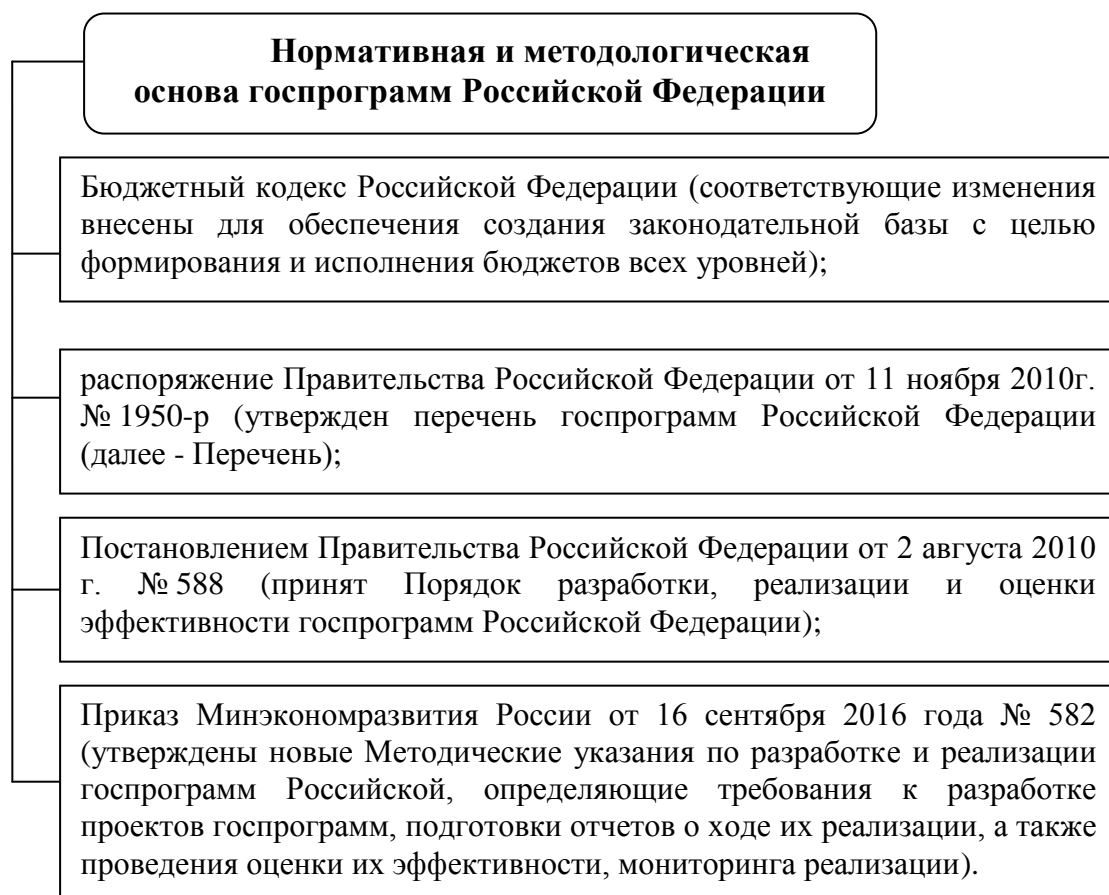 Нормативная и методологическая
основа госпрограмм Российской Федерации
Бюджетный кодекс Российской Федерации (соответствующие изменения
внесены для обеспечения создания законодательной базы с целью
формирования и исполнения бюджетов всех уровней);
распоряжение Правительства Российской Федерации от 11 ноября 2010г.
№ 1950-р (утвержден перечень госпрограмм Российской Федерации
(далее - Перечень);
Постановлением Правительства Российской Федерации от 2 августа 2010
г. № 588 (принят Порядок разработки, реализации и оценки
эффективности госпрограмм Российской Федерации);
Приказ Минэкономразвития России от 16 сентября 2016 года № 582
(утверждены новые Методические указания по разработке и реализации
госпрограмм Российской, определяющие требования к разработке
проектов госпрограмм, подготовки отчетов о ходе их реализации, а также
проведения оценки их эффективности, мониторинга реализации).